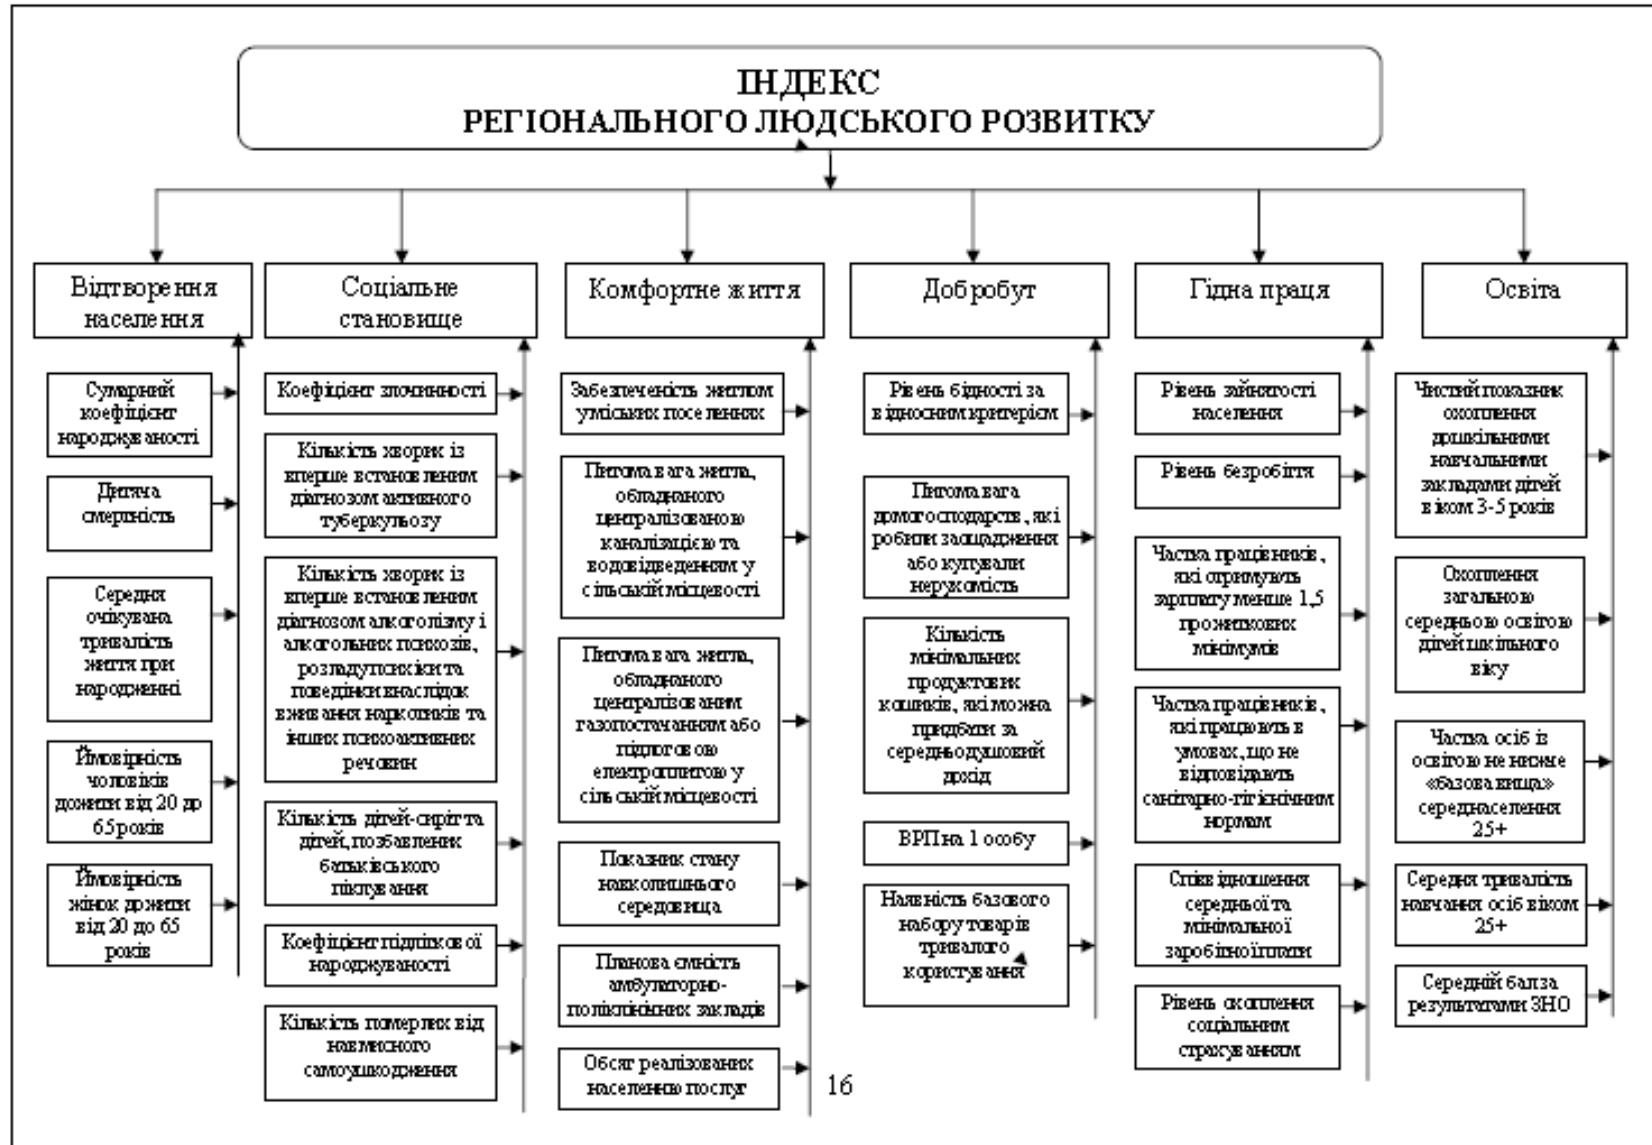 ІНДЕКС
РЕГІОНАЛЬНОГО ЛЮДСЬКОГО РОЗВИТКУ
Відтворення
населення
Сумарний
коефіцієнт
народжуваності
Дитяча
смертність
Середня
очікувана
тривалість
життя при
народженні
Ймовірність
чоловіків
дожити від 20 до
65 років
Ймовірність
жінок дожити
від 20 до 65
років
Соціальне
становище
Коефіцієнт злочинності
Кількість хворих із
вперше встановленим
діагнозом активного
туберкульозу
Кількість хворих із
вперше встановленим
діагнозом алкоголізму і
алкогольних психозів,
розладу психіки та
поведінки внаслідок
вживання наркотиків та
інших психоактивних
речовин
Кількість дітей-сиріт та
дітей, позбавлених
батьківського
піклування
Коефіцієнт підліткової
народжуваності
Кількість померлих від
навмисного
самоушкодження
Комфортне життя
Забезпеченість житлом
у міських поселеннях
Питома вага житла,
обладнаного
централізованою
каналізацією та
водовідведенням у
сільській місцевості
Питома вага житла,
обладнаного
централізованим
газопостачанням або
підлоговою
електроплитою у
сільській місцевості
Показник стану
навколишнього
середовища
Планова ємність
амбулаторно-
поліклінічних закладів
Обсяг реалізованих
населенню послуг
Добробут
Рівень бідності за
відносним критерієм
Питома вага
домогосподарств, які
робили заощадження
або купували
нерухомість
Кількість
мінімальних
продуктових
кошиків, які можна
придбати за
середньодушовий
дохід
ВРП на 1 особу
Наявність базового
набору товарів
тривалого
користування
Гідна праця
Рівень зайнятості
населення
Рівень безробіття
Частка працівників,
які отримують
зарплату менше 1,5
прожиткових
мінімумів
Частка працівників,
які працюють в
умовах, що не
відповідають
санітарно-гігієнічним
нормам
Співвідношення
середньої та
мінімальної
заробітної плати
Рівень охоплення
соціальним
страхуванням
Освіта
Чистий показник
охоплення
дошкільними
навчальними
закладами дітей
віком 3-5 років
Охоплення
загальною
середньою освітою
дітей шкільного
віку
Частка осіб із
освітою не нижче
«базова вища»
серед населення
25+
Середня тривалість
навчання осіб віком
25+
Середній бал за
результатами ЗНО
16